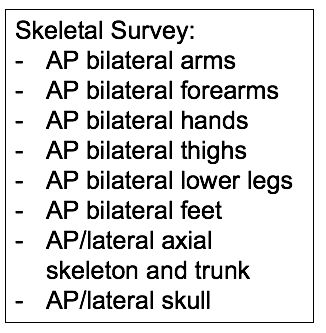 Skeletal Survey:
- AP bilateral arms
- AP bilateral forearms
- AP bilateral hands
- AP bilateral thighs
- AP bilateral lower legs
- AP bilateral feet
- AP/lateral axial
skeleton and trunk
- AP/lateral skull